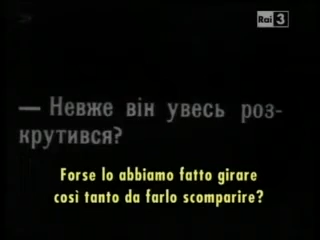 Rai 3
— Невже він увесь роз-
крутився?
Forse lo abbiamo fatto girare
così tanto da farlo scomparire?